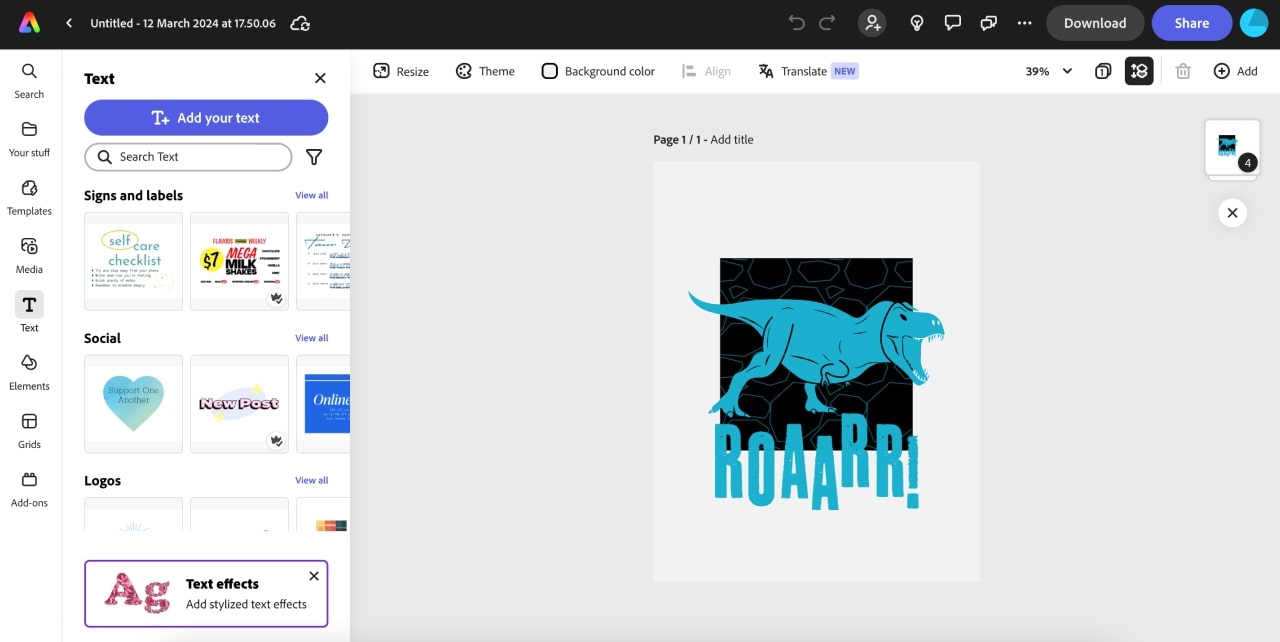 Untitled - 12 March 2024 at 17.50.06
Download
Share
Search
Your stuff
Templates
Media
Text
Elements
Grids
Add-ons
Text
Add your text
Search Text
Signs and labels
View all
self care
checklist
FLAVORS WEEKLY
$7 MEGA
MILK
SHAKES
Social
View all
Support One
Another
New Post
Online
Logos
View all
Ag
Text effects
Add stylized text effects
Resize
Theme
Background color
Align
Translate NEW
39%
1
Add
Page 1 / 1 - Add title
ROAARR!
4